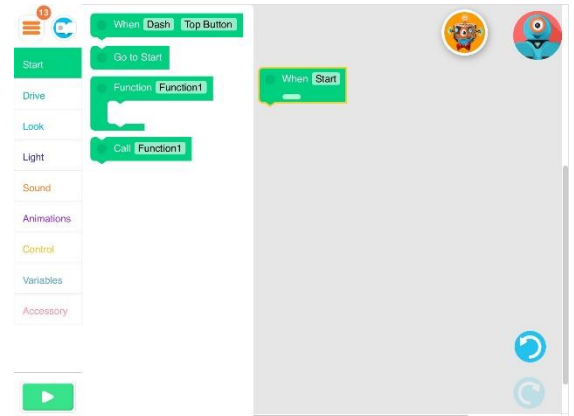 13
Start
Drive
Look
Light
Sound
Animations
Control
Variables
Accessory
When Dash Top Button
Go to Start
Function Function1
Call Function1
When Start